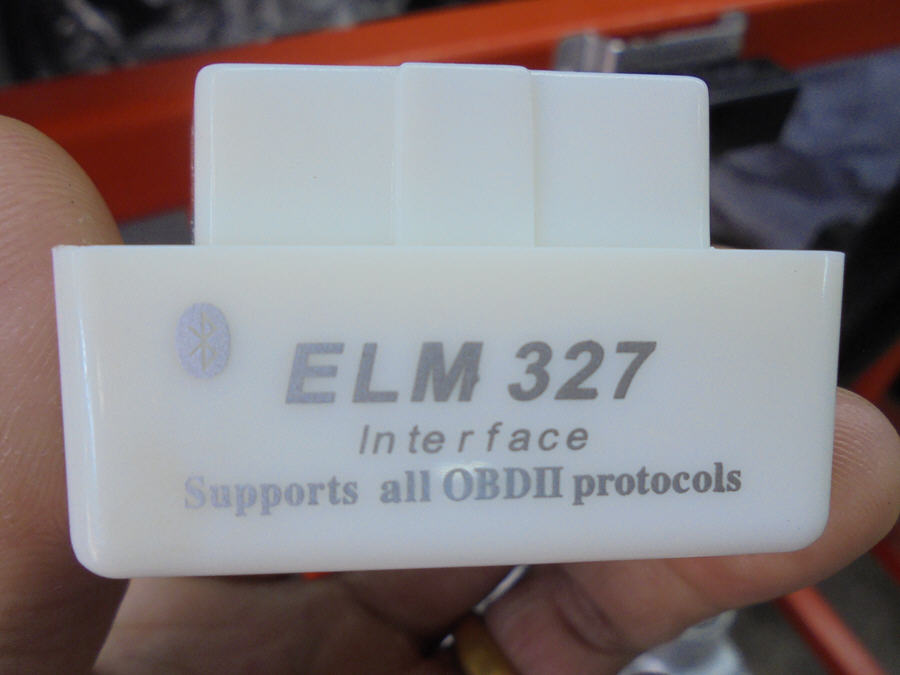 ELM 327
Interface
Supports all OBDII protocols